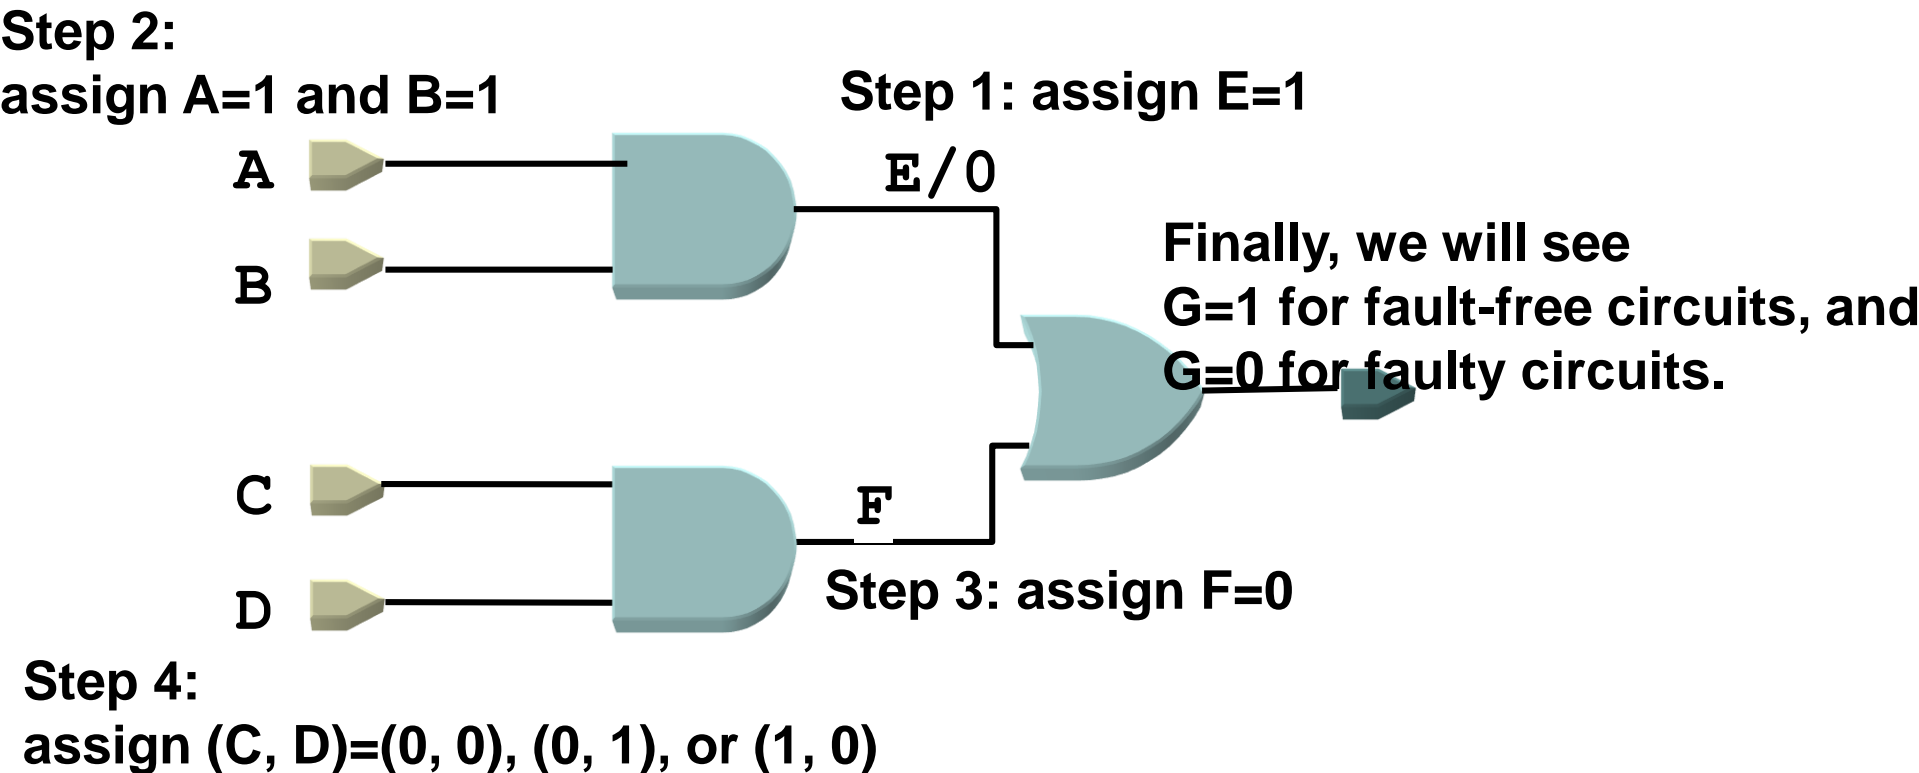 Step 2:
assign A=1 and B=1
Step 1: assign E=1
A
E/0
B
Finally, we will see
G=1 for fault-free circuits, and
G=0 for faulty circuits.
C
F
D
Step 3: assign F=0
Step 4:
assign (C, D)=(0, 0), (0, 1), or (1, 0)